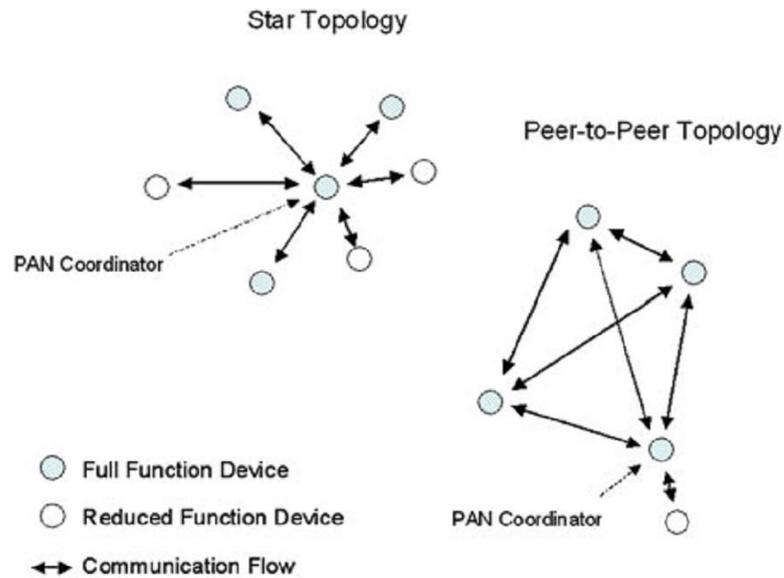 Star Topology
Peer-to-Peer Topology
PAN Coordinator
Full Function Device
Reduced Function Device
PAN Coordinator
Communication Flow